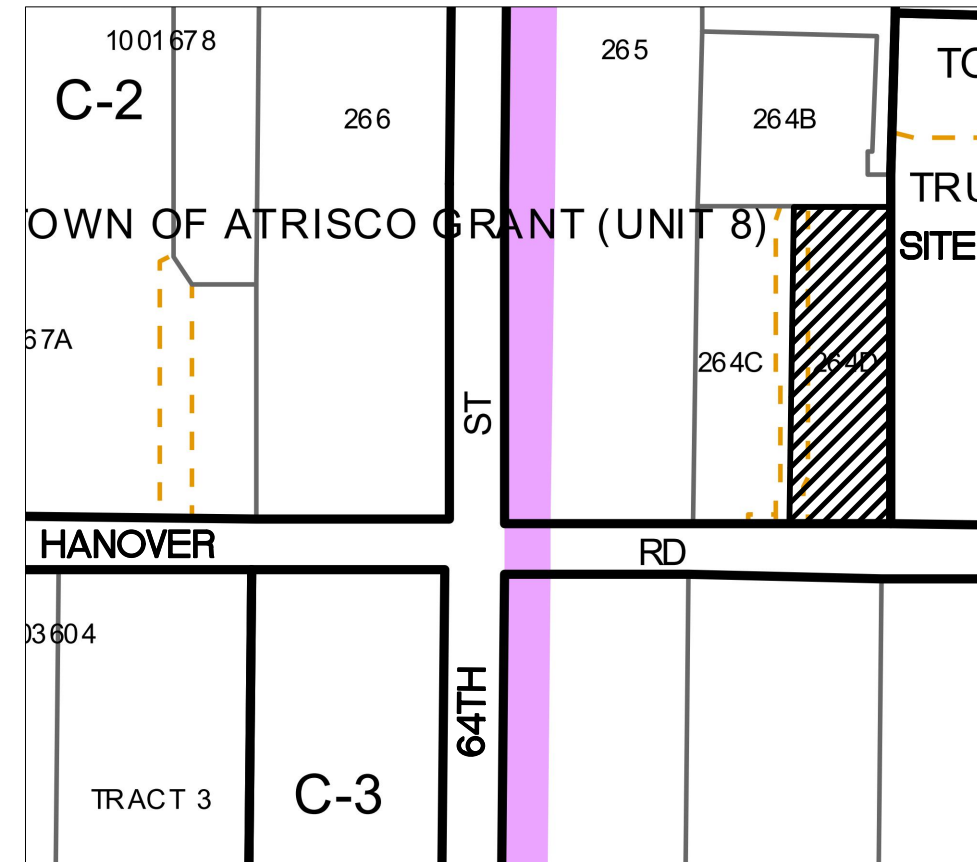 1001678
C-2
266
265
264B
TO
TRU
SITE
TOWN OF ATRISCO GRANT (UNIT 8)
67A
264C
264D
ST
HANOVER
RD
03604
64TH
TRACT 3
C-3